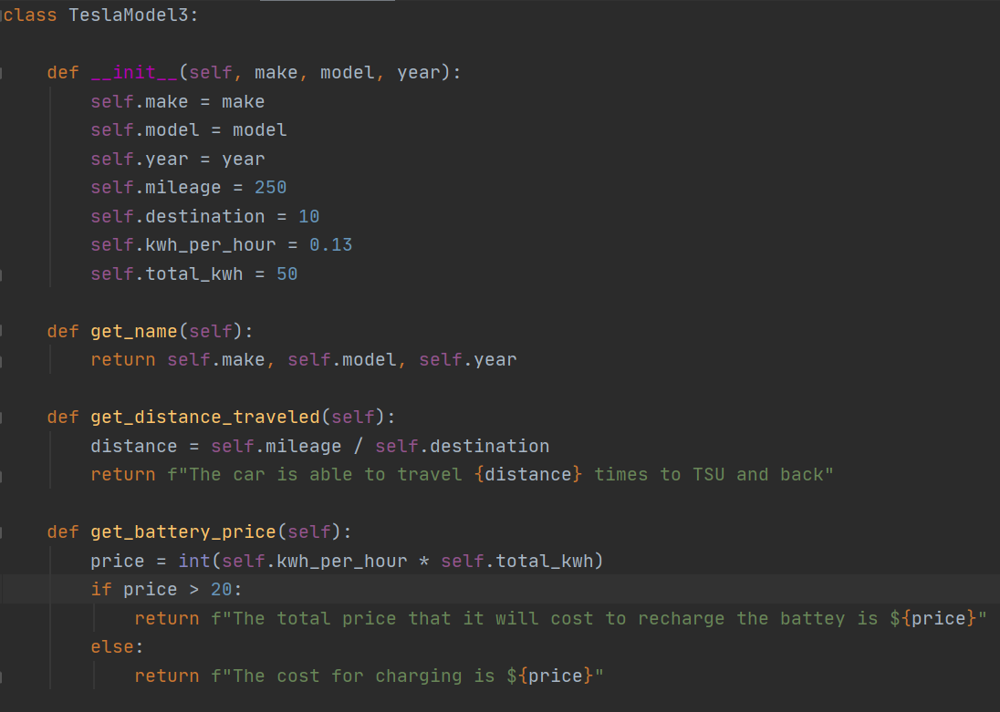 class TeslaModel3:
def __init__(self, make, model, year):
self.make = make
self.model = model
self.year = year
self.mileage = 250
self.destination = 10
self.kwh_per_hour = 0.13
self.total_kwh = 50
def get_name(self):
return self.make, self.model, self.year
def get_distance_traveled(self):
distance = self.mileage / self.destination
return f"The car is able to travel {distance} times to TSU and back"
def get_battery_price(self):
price = int(self.kwh_per_hour * self.total_kwh)
if price > 20:
return f"The total price that it will cost to recharge the battey is ${price}"
else:
return f"The cost for charging is ${price}"